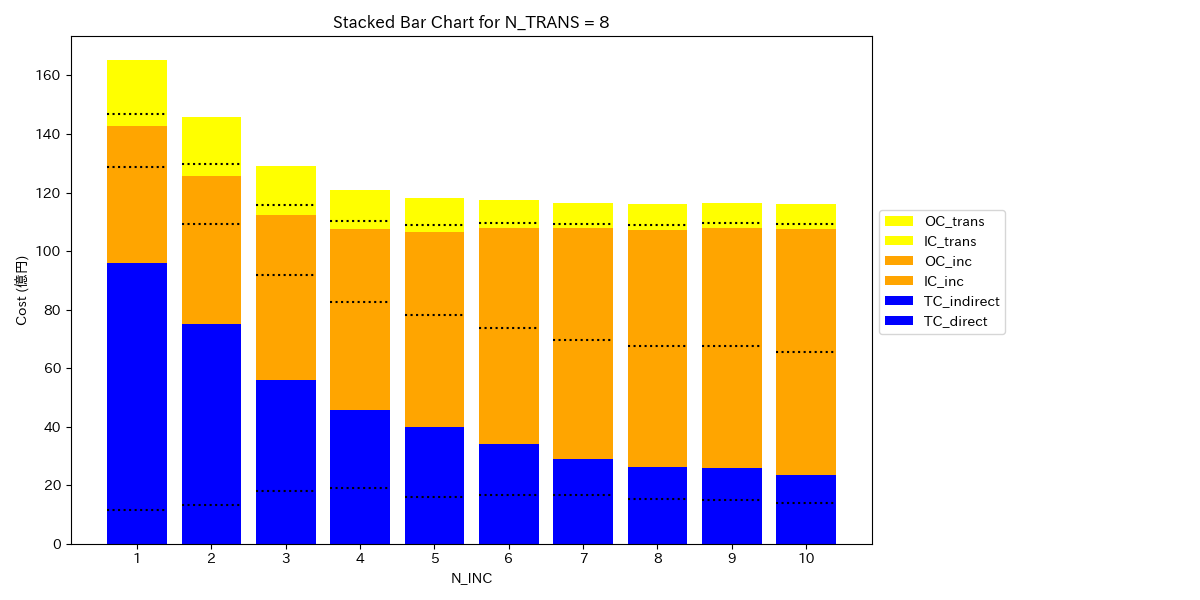 Stacked Bar Chart for N_TRANS = 8
160
140
120
100
80
60
40
20
0
Cost (億円)
1 2 3 4 5 6 7 8 9 10
N_INC
OC_trans
IC_trans
OC_inc
IC_inc
TC_indirect
TC_direct